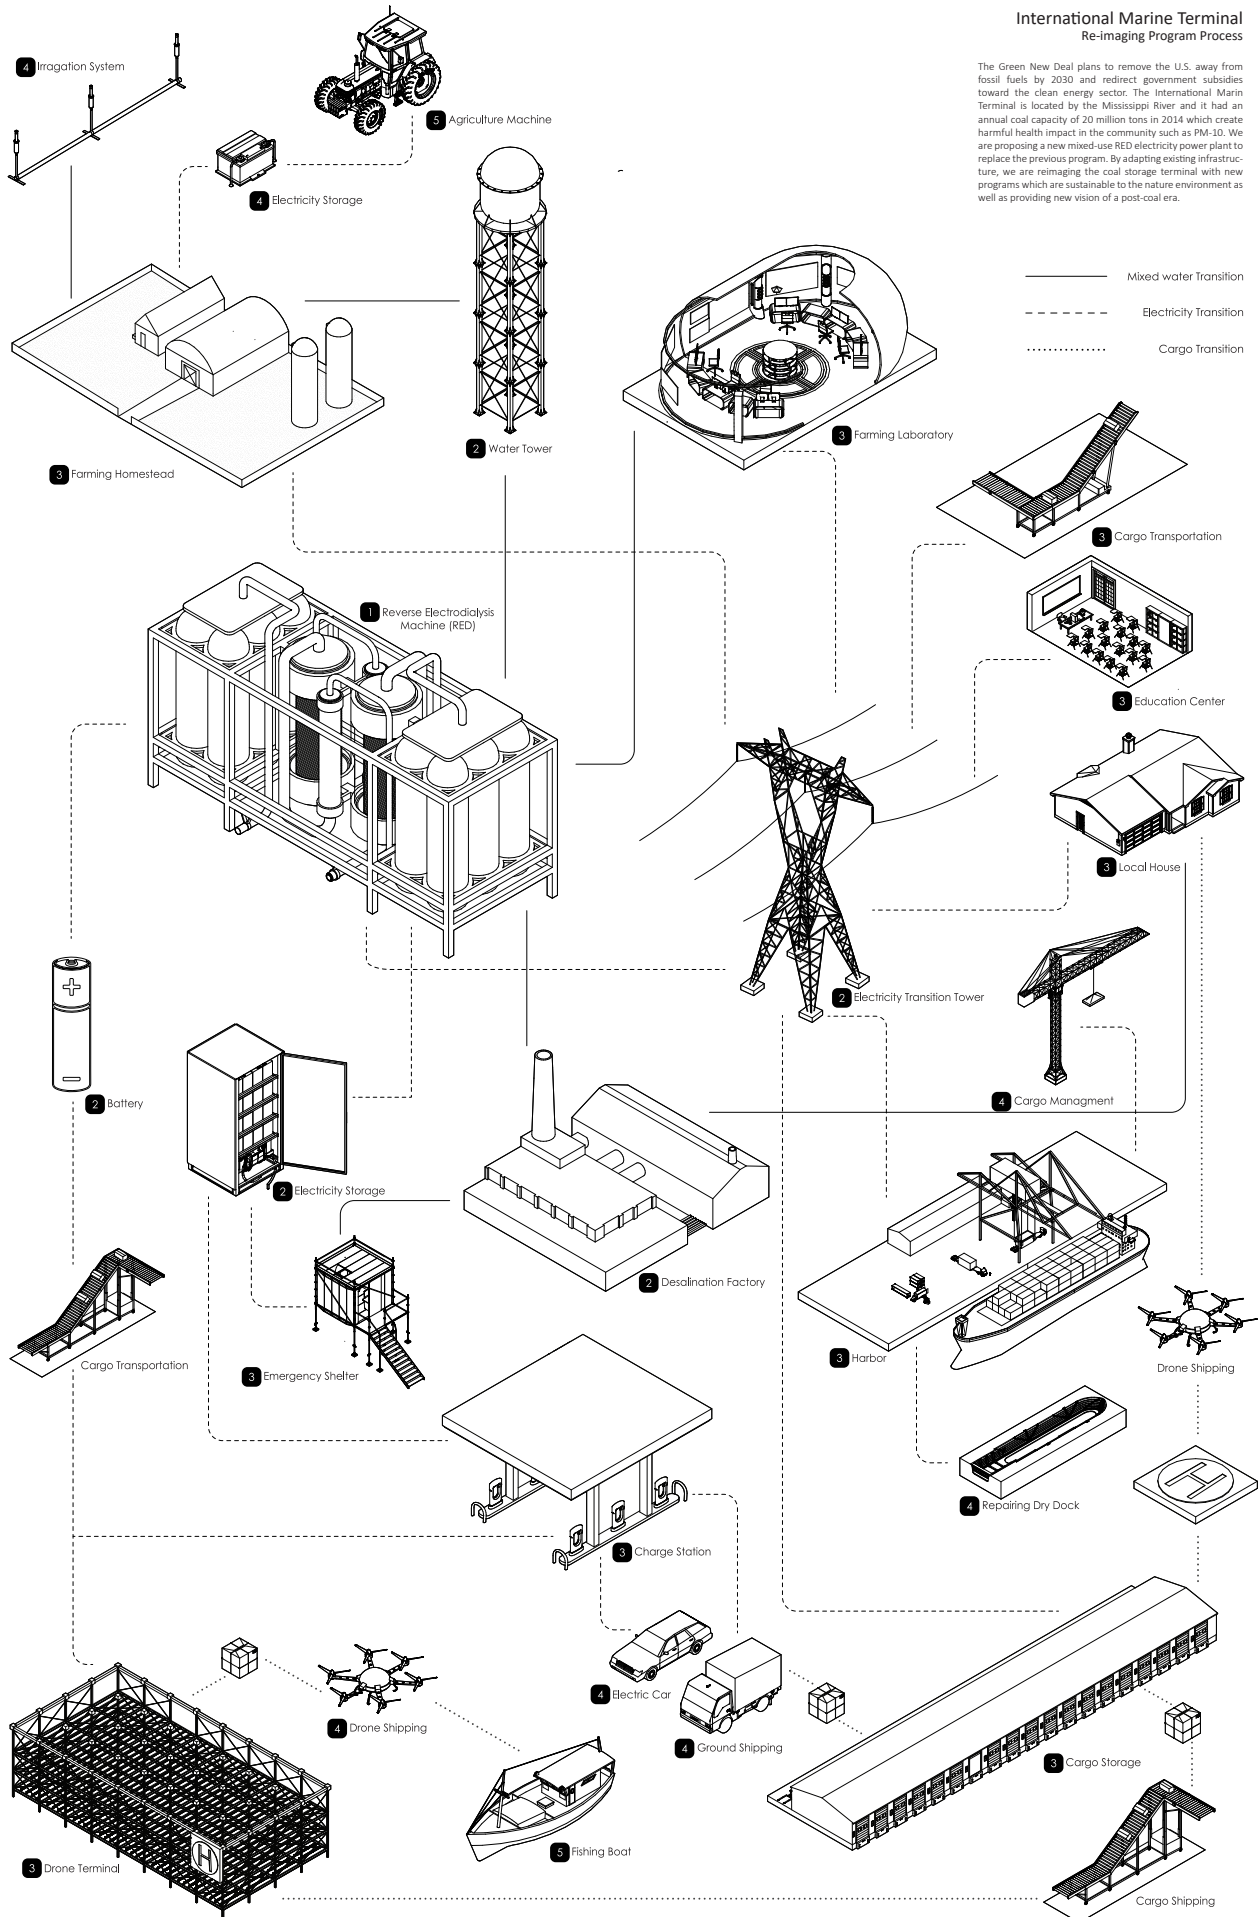 International Marine Terminal
Re-imaging Program Process
The Green New Deal plans to remove the U.S. away from
fossil fuels by 2030 and redirect government subsidies
toward the clean energy sector. The International Marin
Terminal is located by the Mississippi River and it had an
annual coal capacity of 20 million tons in 2014 which create
harmful health impact in the community such as PM-10. We
are proposing a new mixed-use RED electricity power plant to
replace the previous program. By adapting existing infrastruc-
ture, we are reimaging the coal storage terminal with new
programs which are sustainable to the nature environment as
well as providing new vision of a post-coal era.
Mixed water Transition
Electricity Transition
Cargo Transition
4 Irragation System
5 Agriculture Machine
4 Electricity Storage
3 Farming Homestead
2 Water Tower
3 Farming Laboratory
3 Cargo Transportation
1 Reverse Electrodialysis
Machine (RED)
3 Education Center
3 Local House
2 Electricity Transition Tower
2 Battery
4 Cargo Managment
2 Electricity Storage
2 Desalination Factory
Cargo Transportation
3 Emergency Shelter
3 Harbor
Drone Shipping
4 Repairing Dry Dock
H
3 Charge Station
4 Electric Car
4 Drone Shipping
4 Ground Shipping
3 Cargo Storage
5 Fishing Boat
H
3 Drone Terminal
Cargo Shipping